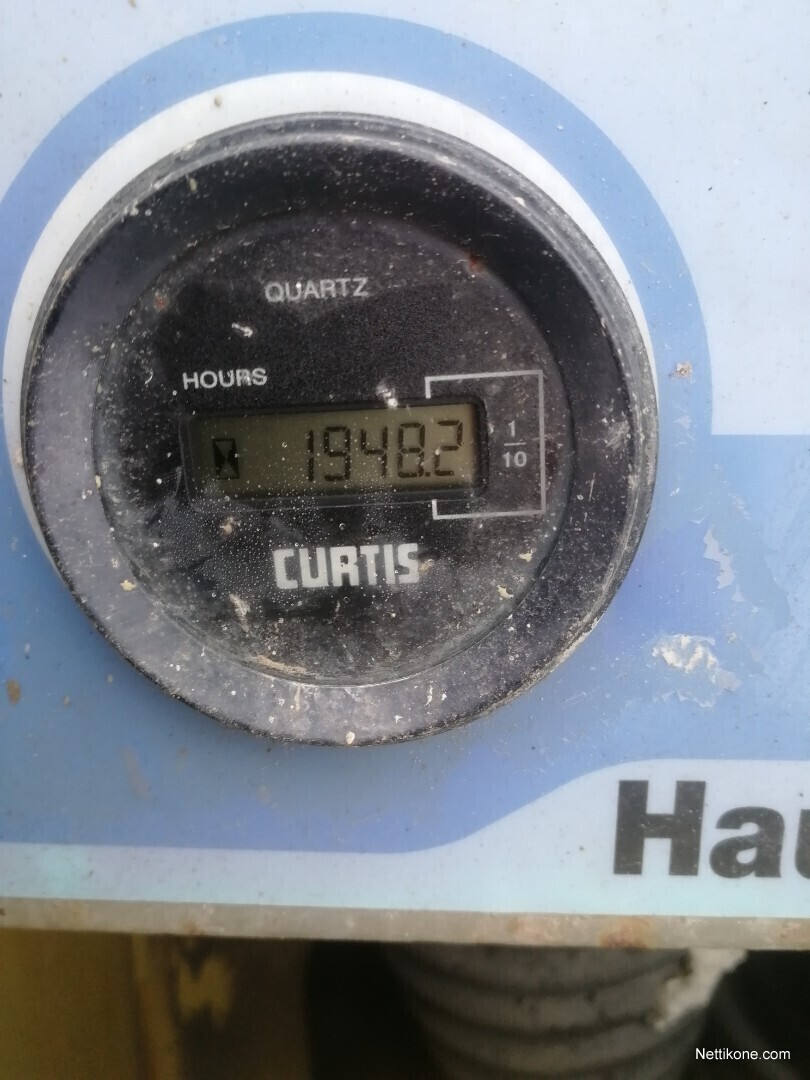 QUARTZ
HOURS
1948.2
1
10
CURTIS
Hau
Nettikone.com